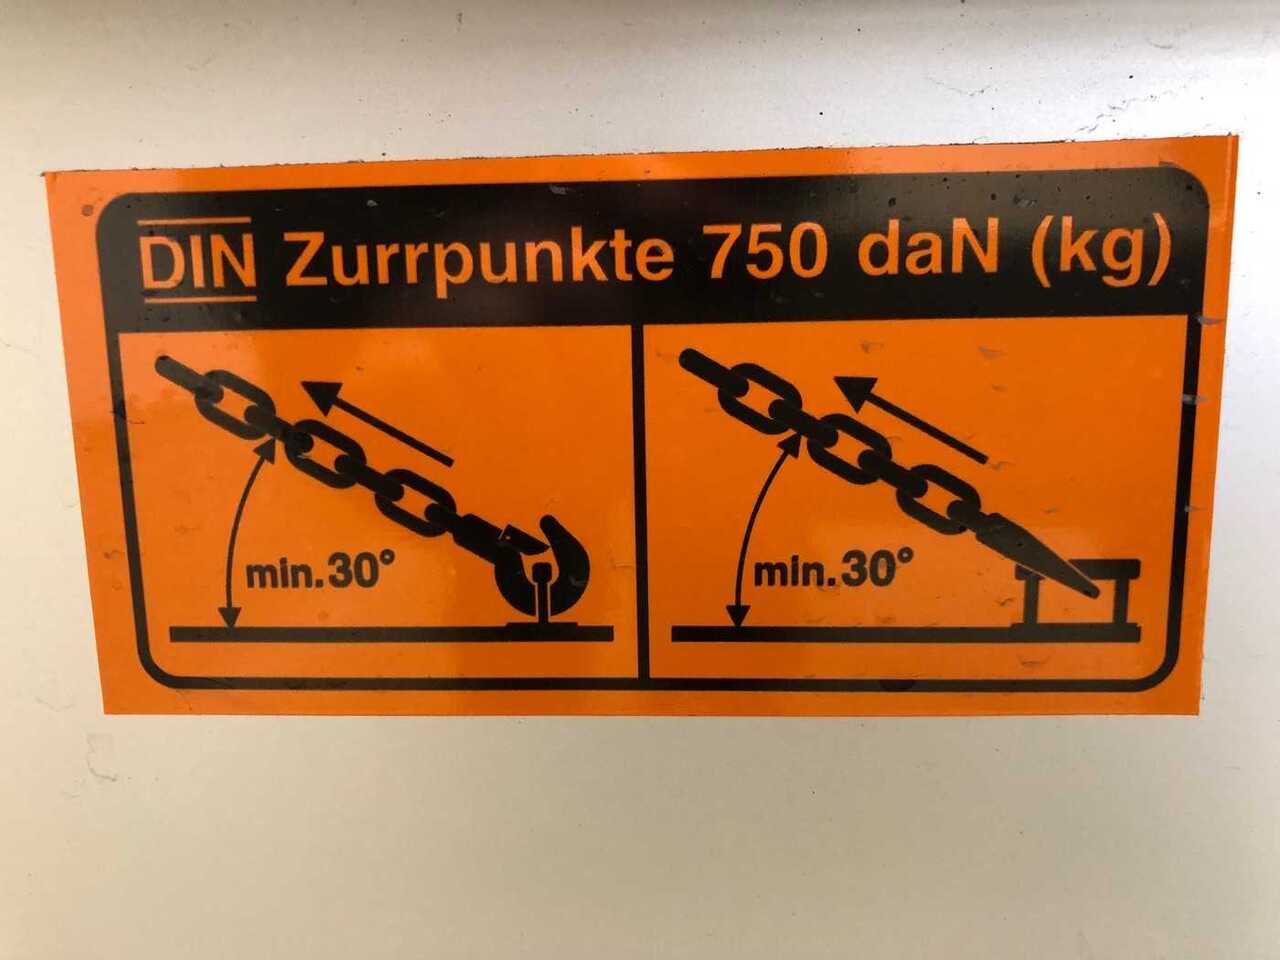 DIN Zurrpunkte 750 daN (kg)
min.30°
min.30°